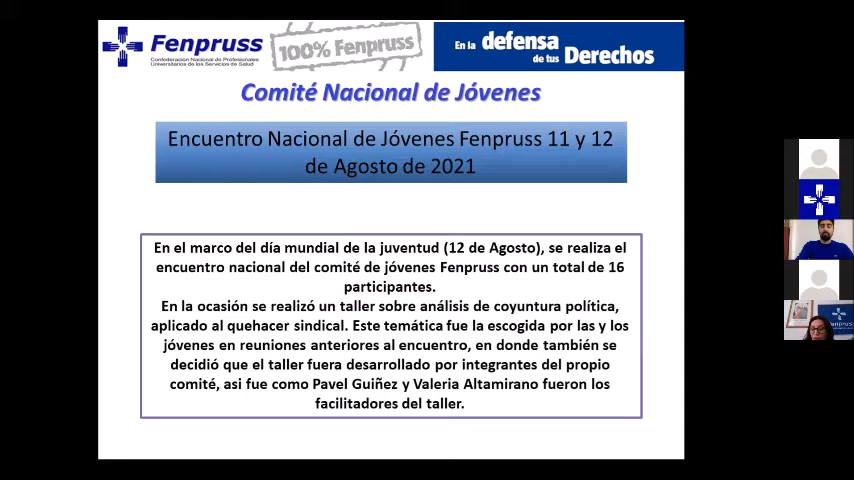 Fenpruss
Confederación Nacional de Profesionales
Universitarios de los Servicios de Salud
100% Fenpruss
En la defensa
de tus Derechos
Comité Nacional de Jóvenes
Encuentro Nacional de Jóvenes Fenpruss 11 y 12
de Agosto de 2021
En el marco del día mundial de la juventud (12 de Agosto), se realiza el
encuentro nacional del comité de jóvenes Fenpruss con un total de 16
participantes.
En la ocasión se realizó un taller sobre análisis de coyuntura política,
aplicado al quehacer sindical. Este temática fue la escogida por las y los
jóvenes en reuniones anteriores al encuentro, en donde también se
decidió que el taller fuera desarrollado por integrantes del propio
comité, asi fue como Pavel Guiñez y Valeria Altamirano fueron los
facilitadores del taller.